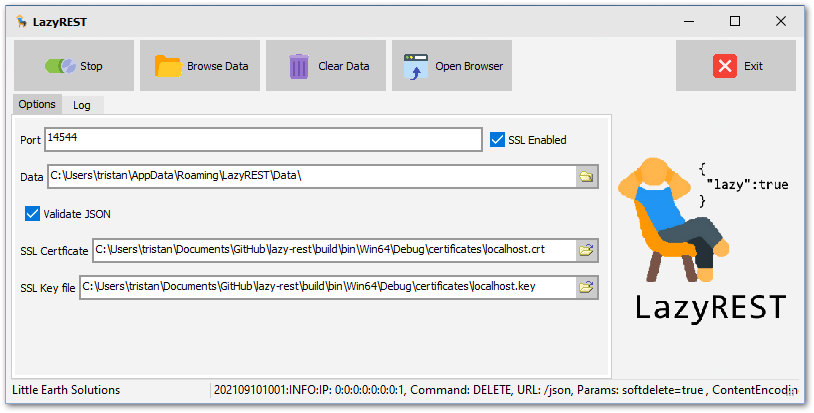 LazyREST
Stop
Browse Data
Clear Data
Open Browser
Exit
Options
Log
Port 14544
SSL Enabled
Data C:\Users\tristan\AppData\Roaming\LazyREST\Data\
Validate JSON
SSL Certficate C:\Users\tristan\Documents\GitHub\lazy-rest\build\bin\Win64\Debug\certificates\localhost.crt
SSL Key file C:\Users\tristan\Documents\GitHub\lazy-rest\build\bin\Win64\Debug\certificates\localhost.key
{
"lazy":true
}
LazyREST
Little Earth Solutions
202109101001:INFO:IP: 0:0:0:0:0:0:0:1, Command: DELETE, URL: /json, Params: softdelete=true , ContentEncodin